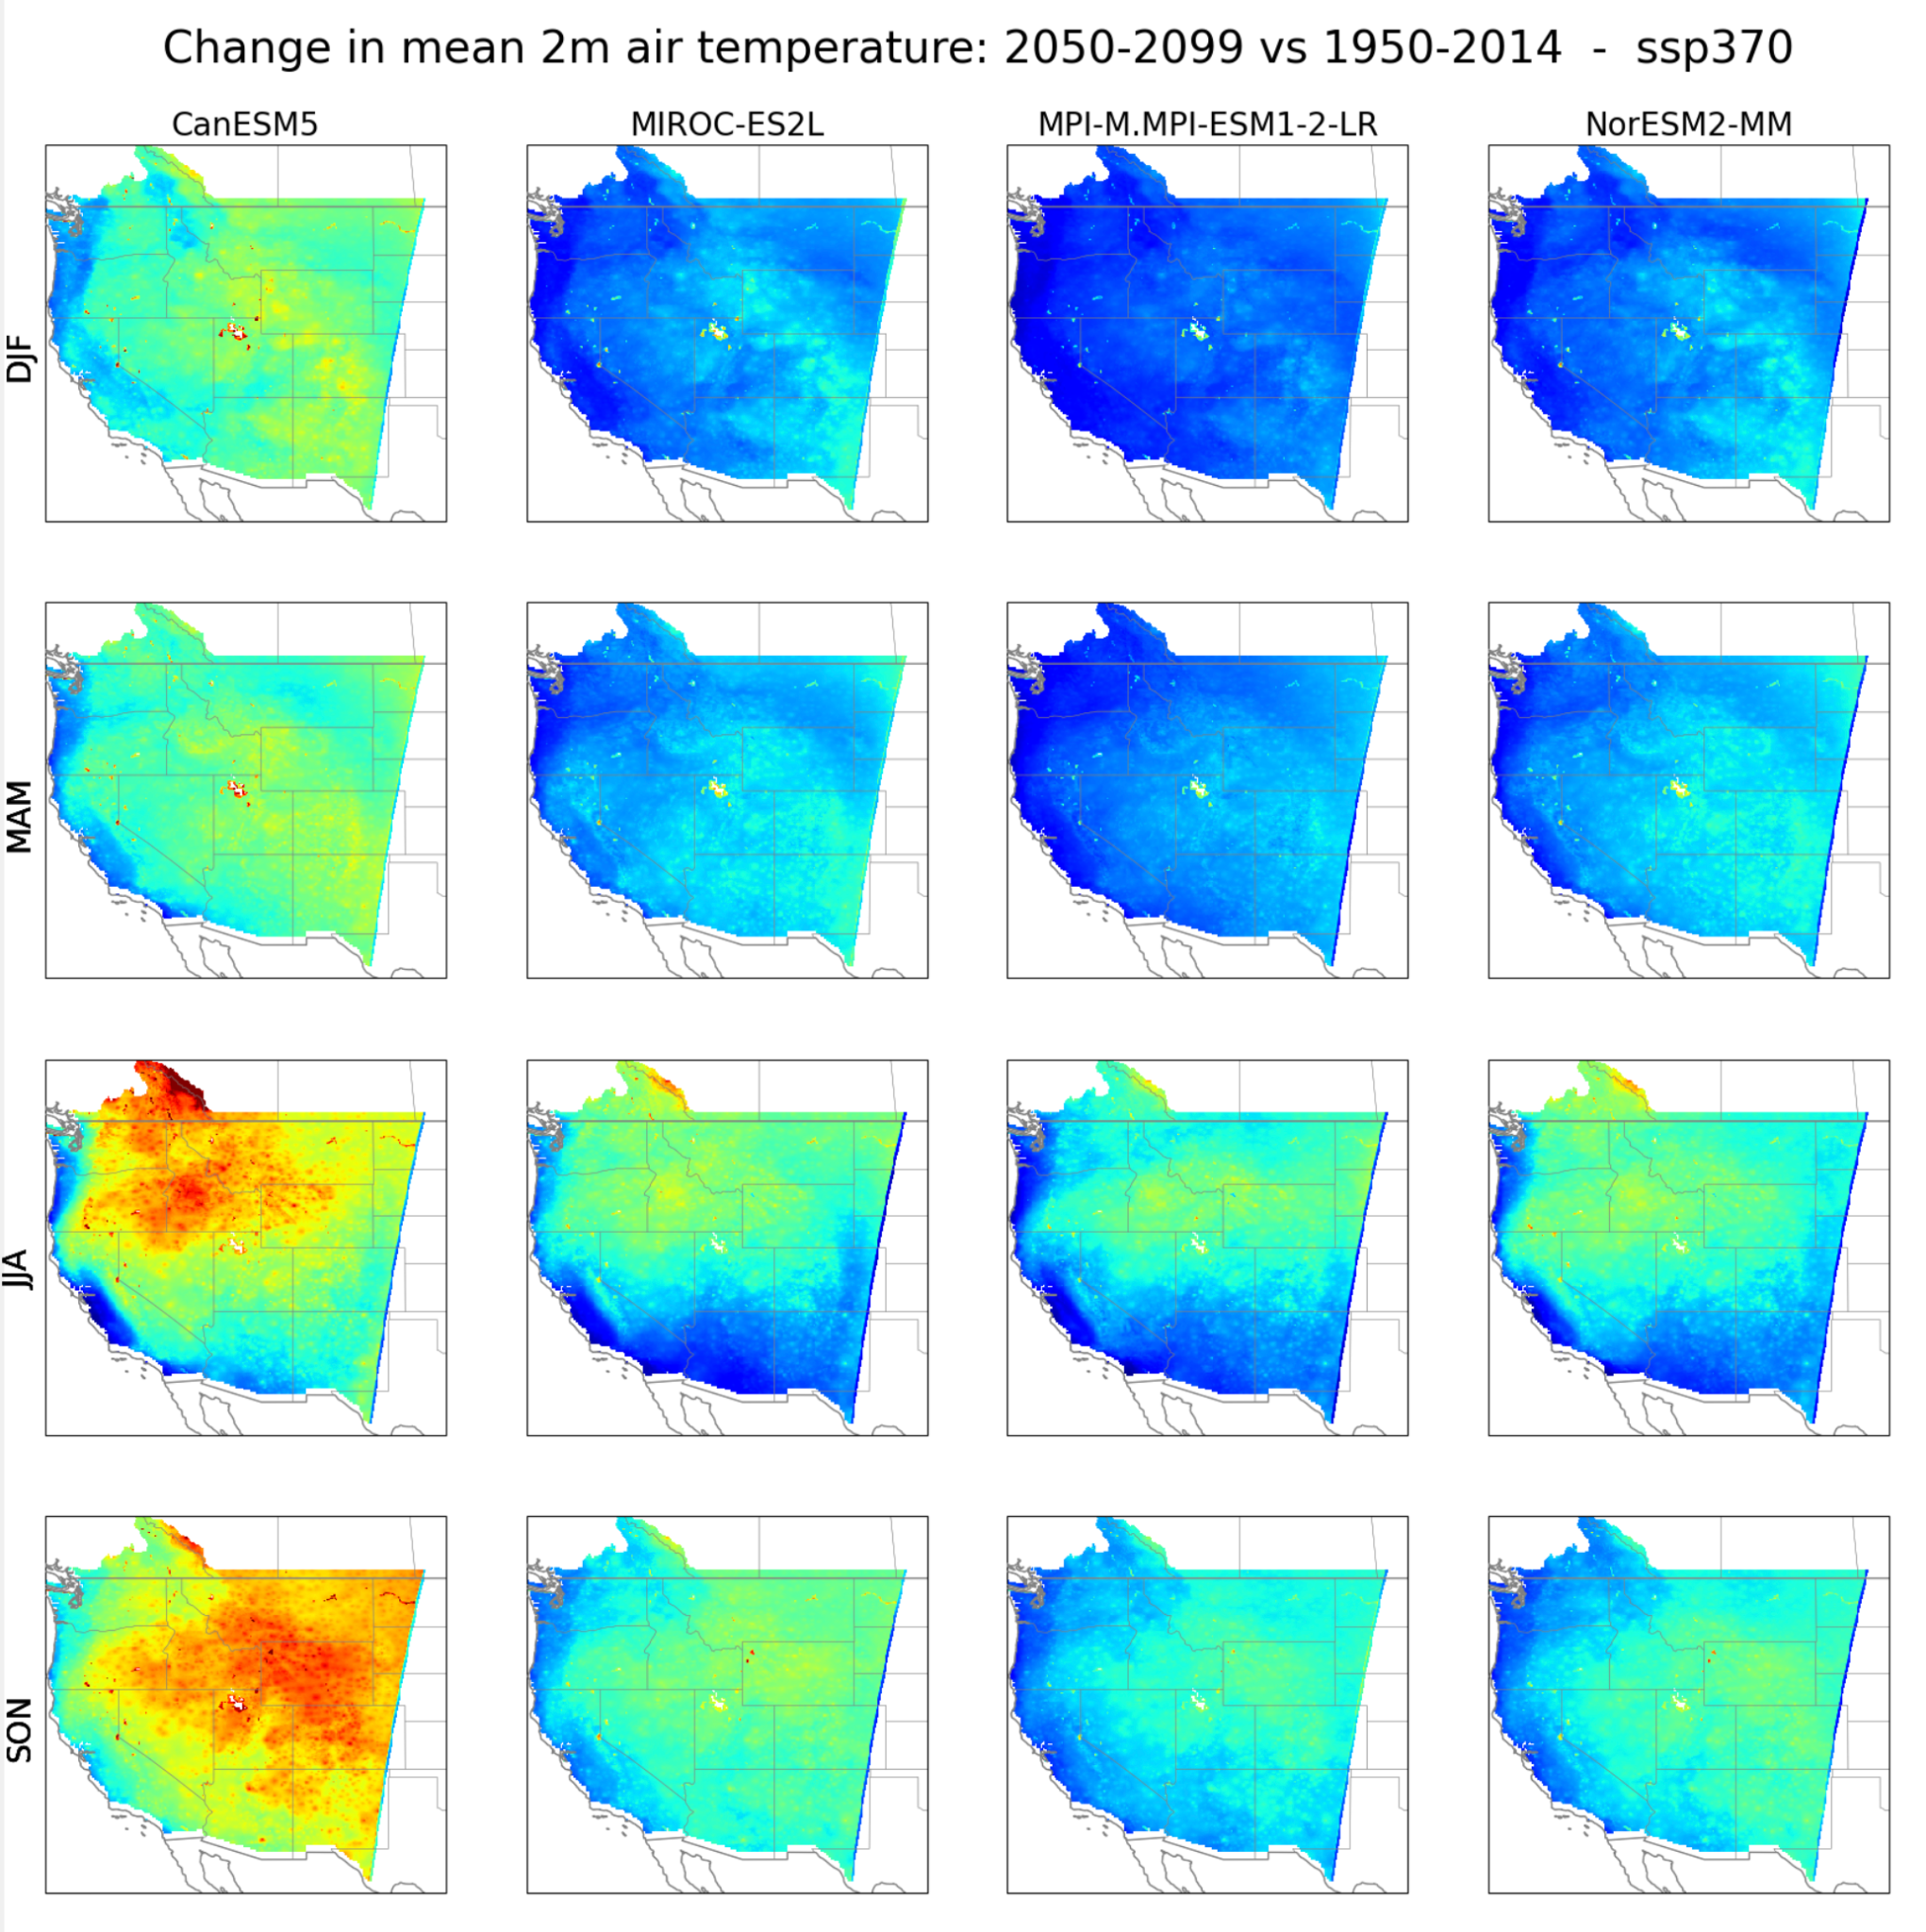 Change in mean 2m air temperature: 2050-2099 vs 1950-2014 - ssp370
CanESM5
MIROC-ES2L
MPI-M.MPI-ESM1-2-LR
NorESM2-MM
DJF
MAM
JJA
SON